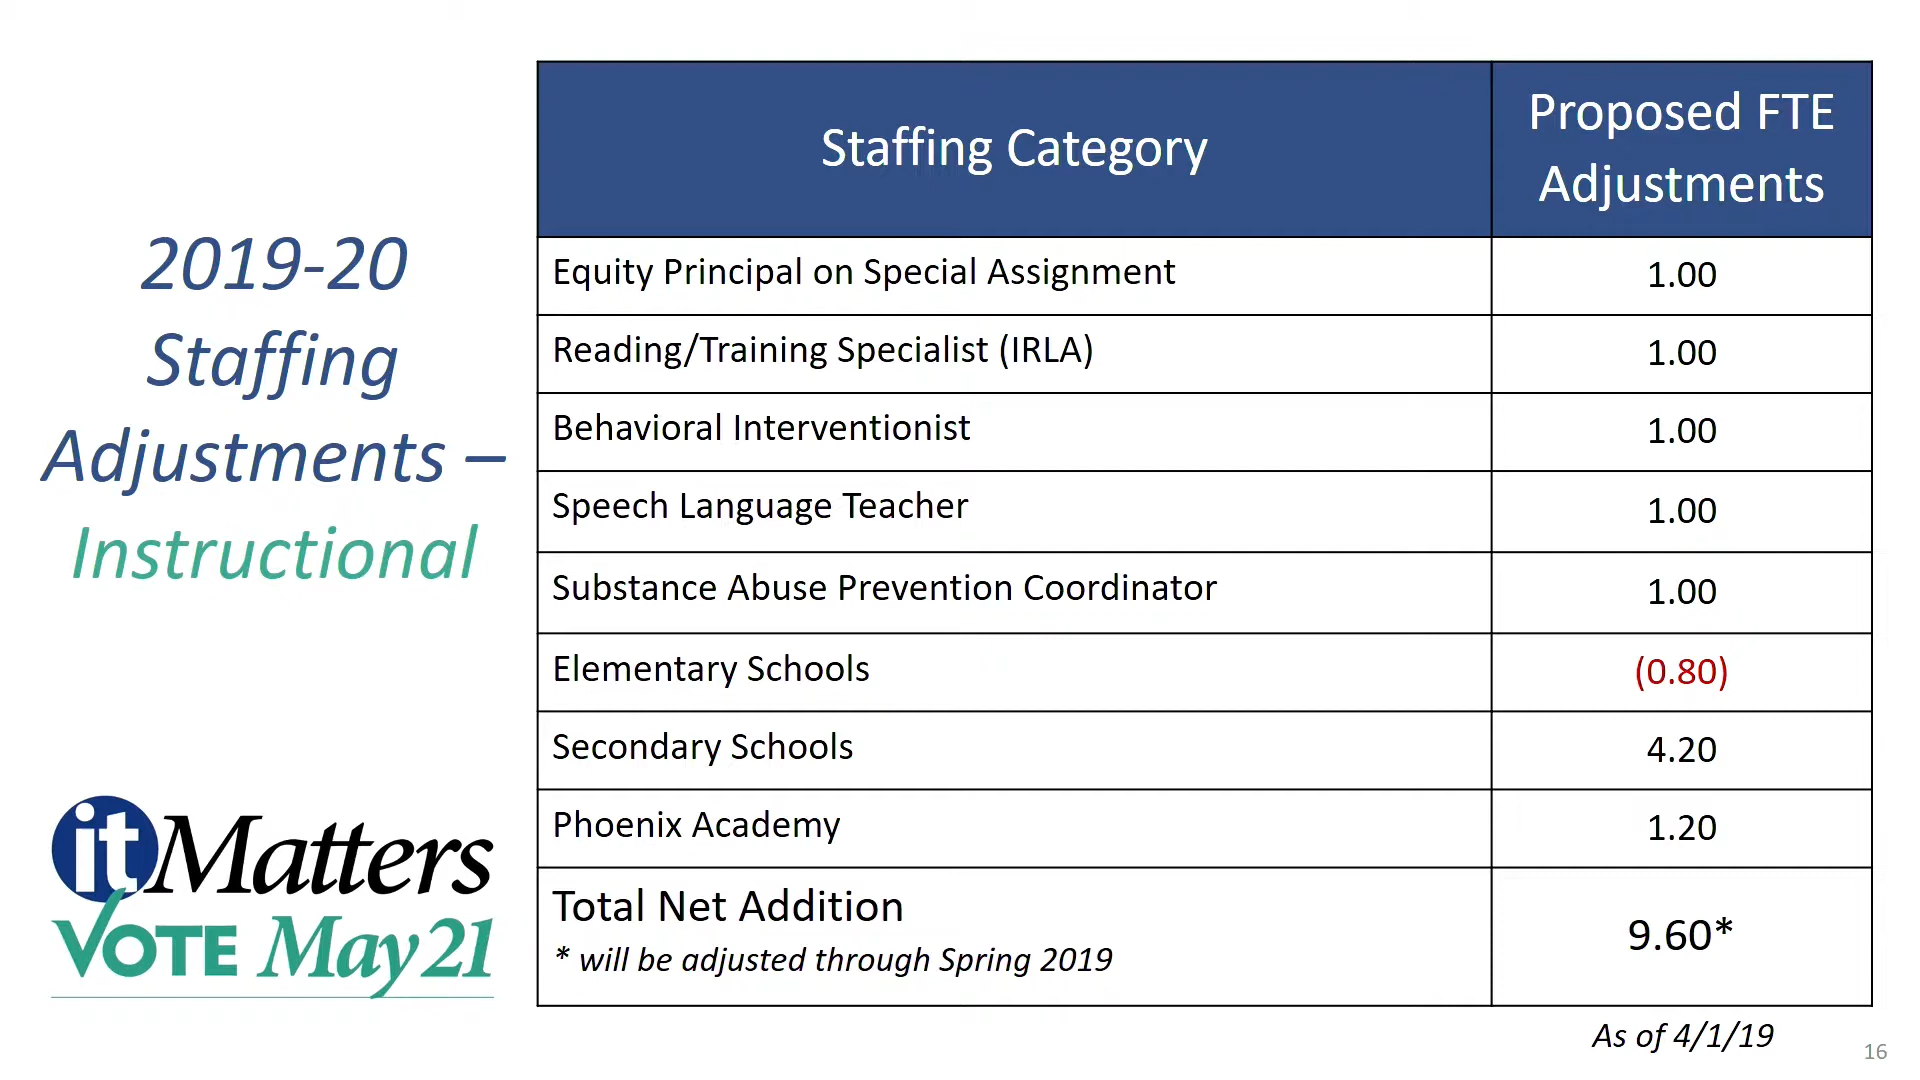 2019-20
Staffing
Adjustments –
Instructional
itMatters
VOTE May 21
Staffing Category
Proposed FTE
Adjustments
Equity Principal on Special Assignment 1.00
Reading/Training Specialist (IRLA) 1.00
Behavioral Interventionist 1.00
Speech Language Teacher 1.00
Substance Abuse Prevention Coordinator 1.00
Elementary Schools (0.80)
Secondary Schools 4.20
Phoenix Academy 1.20
Total Net Addition 9.60*
* will be adjusted through Spring 2019
As of 4/1/19
16